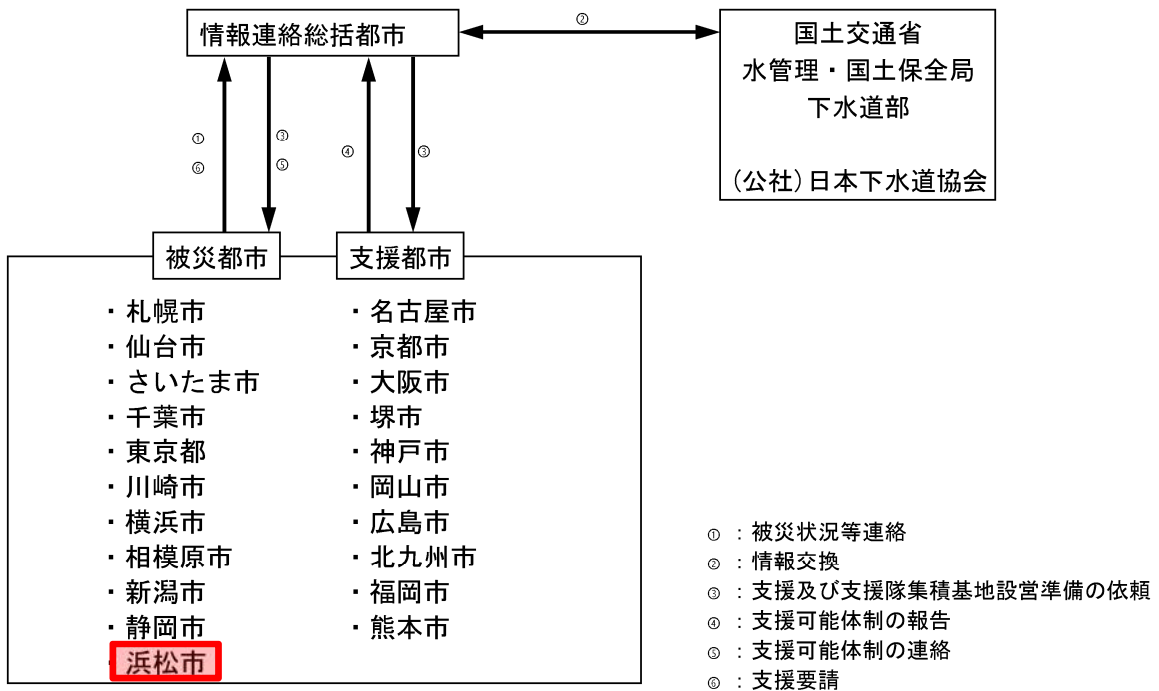 情報連絡総括都市
②
国土交通省
水管理・国土保全局
下水道部
(公社)日本下水道協会
①
⑥
③
⑤
④
③
被災都市
支援都市
・札幌市
・仙台市
・さいたま市
・千葉市
・東京都
・川崎市
・横浜市
・相模原市
・新潟市
・静岡市
・浜松市
・名古屋市
・京都市
・大阪市
・堺市
・神戸市
・岡山市
・広島市
・北九州市
・福岡市
・熊本市
①：被災状況等連絡
②：情報交換
③：支援及び支援隊集積基地設営準備の依頼
④：支援可能体制の報告
⑤：支援可能体制の連絡
⑥：支援要請